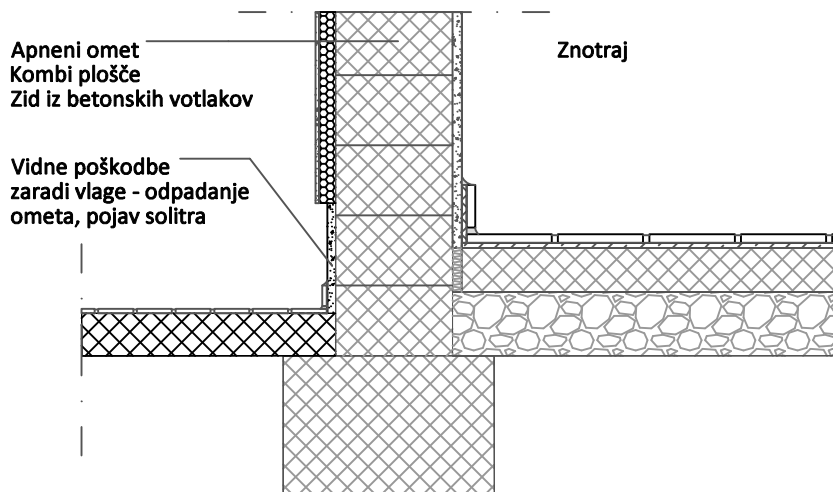 Apneni omet
Kombi plošče
Zid iz betonskih votlakov
Znotraj
Vidne poškodbe
zaradi vlage - odpadanje
ometa, pojav solitra